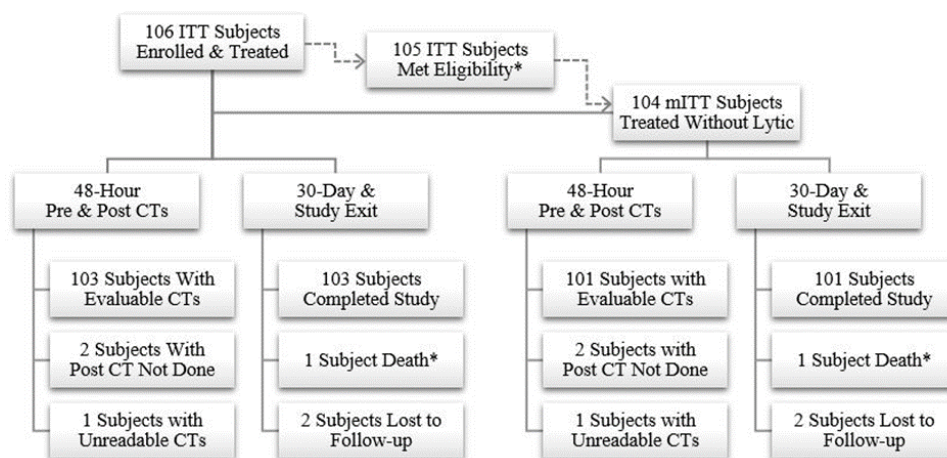 106 ITT Subjects
Enrolled & Treated
105 ITT Subjects
Met Eligibility*
104 mITT Subjects
Treated Without Lytic
48-Hour
Pre & Post CTs
30-Day &
Study Exit
48-Hour
Pre & Post CTs
30-Day &
Study Exit
103 Subjects With
Evaluable CTs
103 Subjects
Completed Study
101 Subjects with
Evaluable CTs
101 Subjects
Completed Study
2 Subjects With
Post CT Not Done
1 Subject Death*
2 Subjects with
Post CT Not Done
1 Subject Death*
1 Subjects with
Unreadable CTs
2 Subjects Lost to
Follow-up
1 Subjects with
Unreadable CTs
2 Subjects Lost to
Follow-up